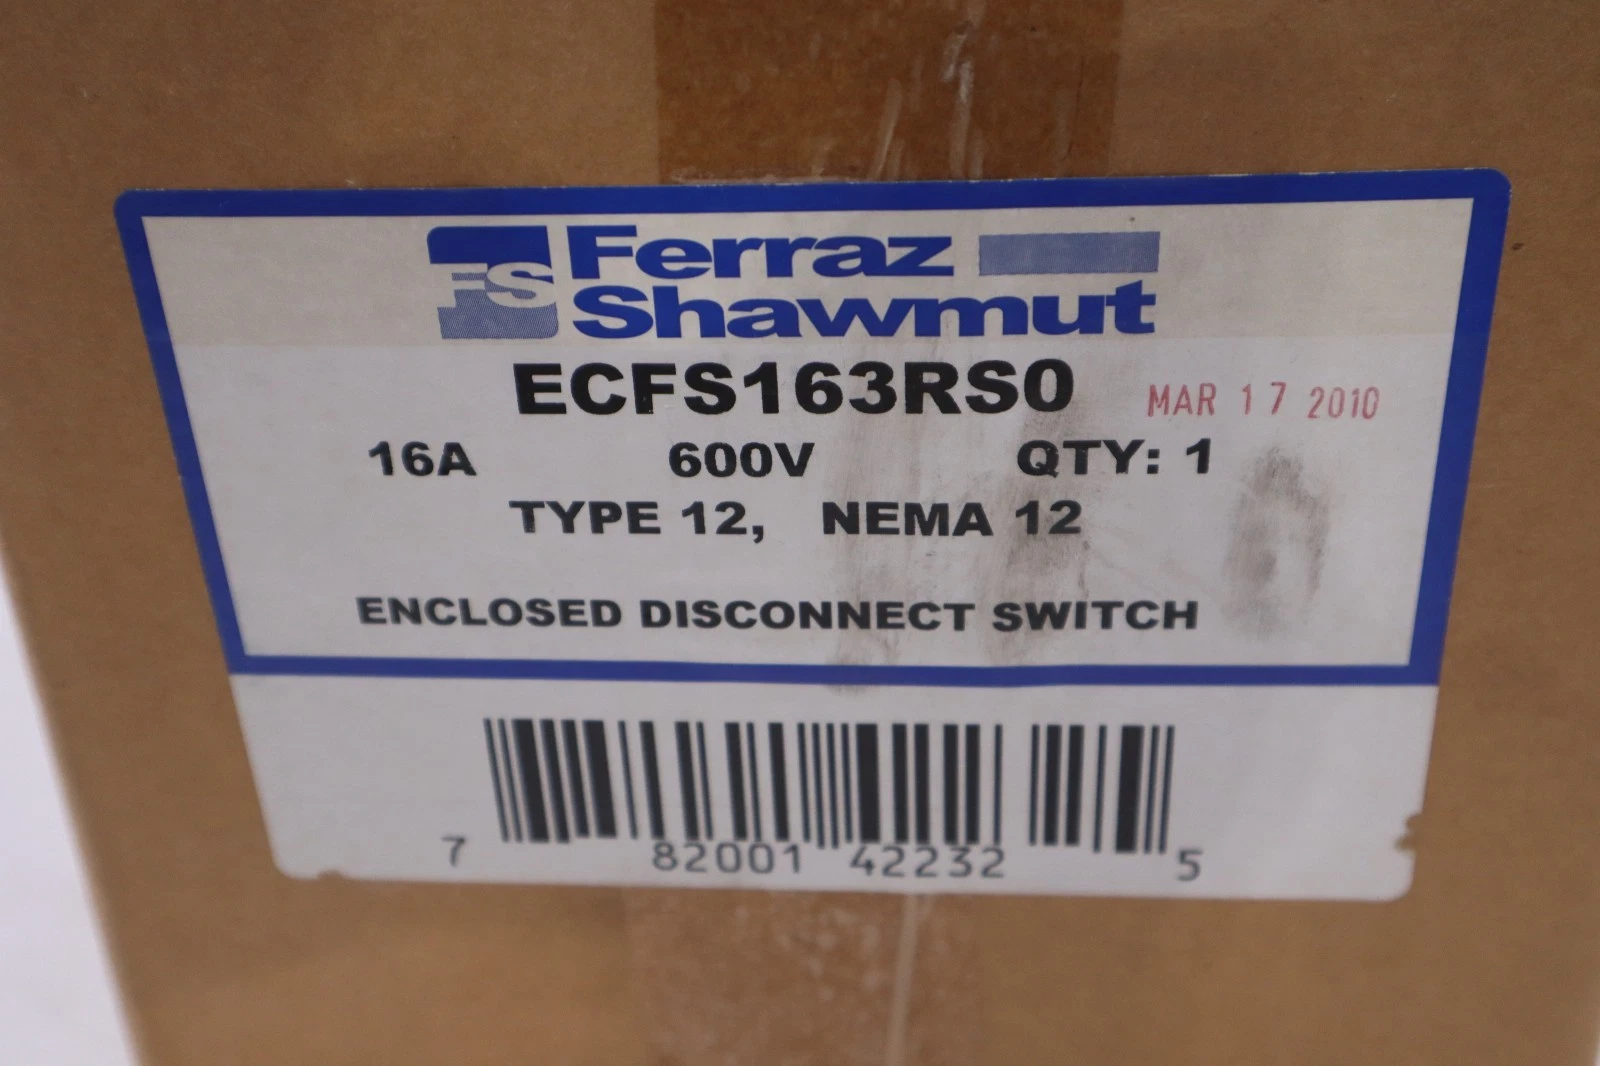 FS Ferraz
Shawmut
ECFS163RS0
MAR 17 2010
16A 600V QTY: 1
TYPE 12, NEMA 12
ENCLOSED DISCONNECT SWITCH
7 82001 42232 5